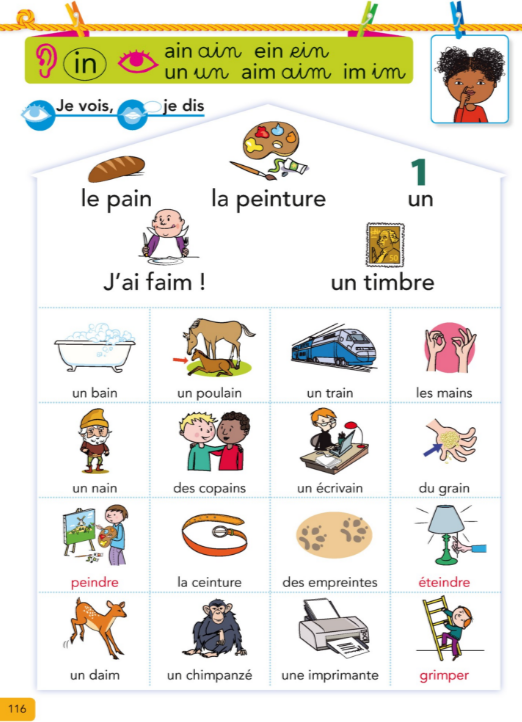 in ain ain ein ein
un un aim aim im im
Je vois, je dis
le pain la peinture 1 un
J'ai faim ! un timbre
un bain un poulain un train les mains
un nain des copains un écrivain du grain
peindre la ceinture des empreintes éteindre
un daim un chimpanzé une imprimante grimper
116